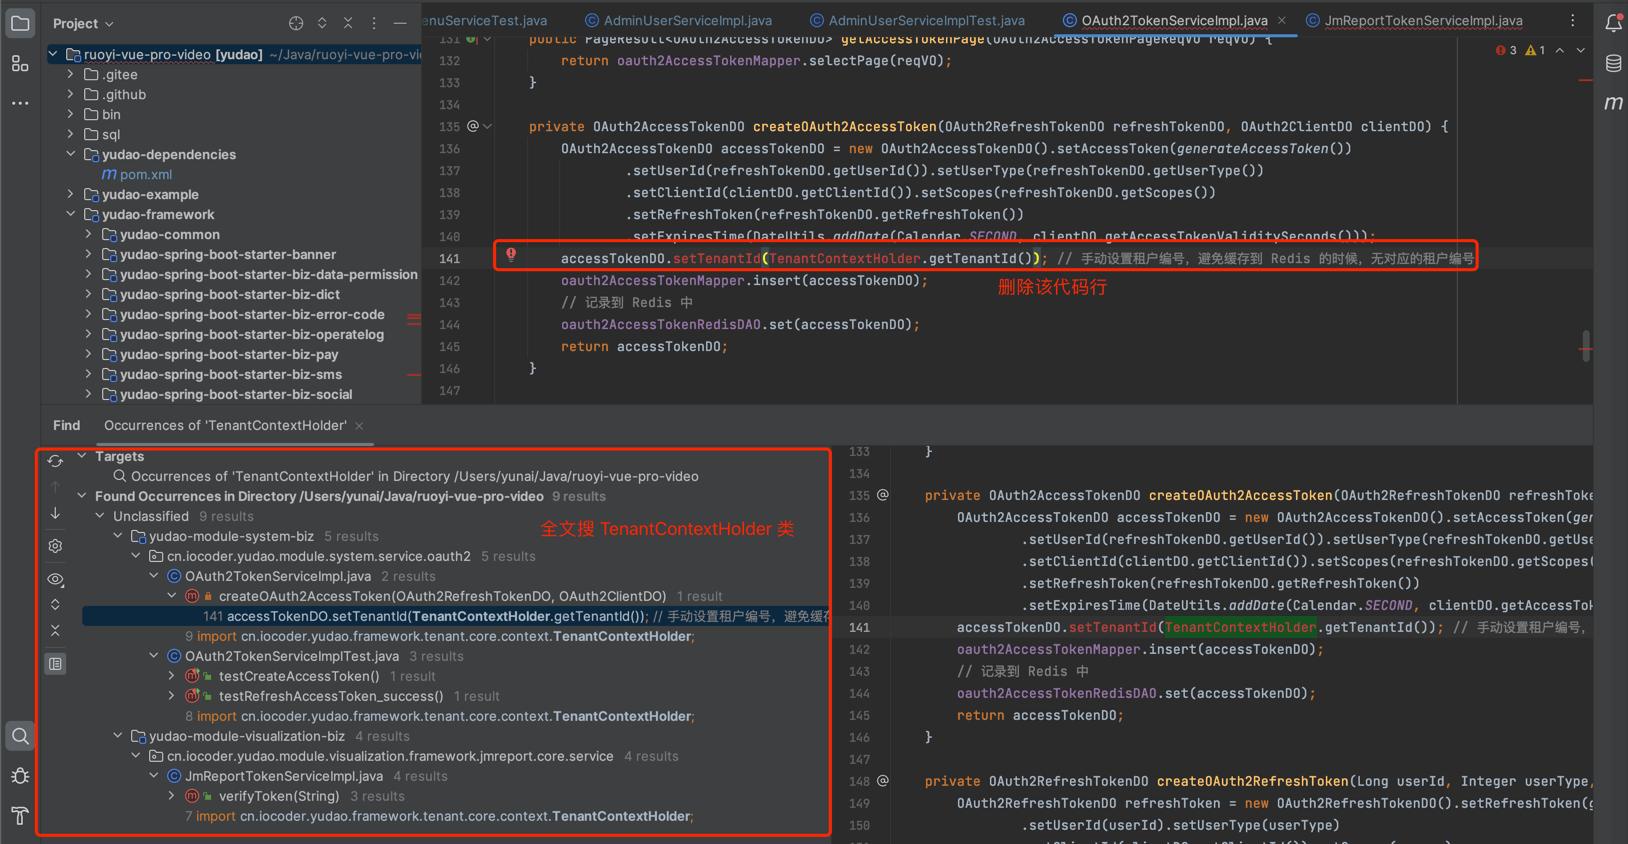 Project
ruoyi-vue-pro-video [yudao] ~/Java/ruoyi-vue-pro-vi
.gitee
.github
bin
sql
yudao-dependencies
m pom.xml
yudao-example
yudao-framework
yudao-common
yudao-spring-boot-starter-banner
yudao-spring-boot-starter-biz-data-permission
yudao-spring-boot-starter-biz-dict
yudao-spring-boot-starter-biz-error-code
yudao-spring-boot-starter-biz-operatelog
yudao-spring-boot-starter-biz-pay
yudao-spring-boot-starter-biz-sms
yudao-spring-boot-starter-biz-social
enuServiceTest.java
AdminUserServiceImpl.java
AdminUserServiceImplTest.java
OAuth2TokenServiceImpl.java
JmReportTokenServiceImpl.java
3 1
131 public PageResult<OAuth2AccessTokenDO> getAccessTokenPage(OAuth2AccessTokenPageReqVO reqVO) {
132 return oauth2AccessTokenMapper.selectPage(reqVO);
133 }
134
135 @ private OAuth2AccessTokenDO createOAuth2AccessToken(OAuth2RefreshTokenDO refreshTokenDO, OAuth2ClientDO clientDO) {
136 OAuth2AccessTokenDO accessTokenDO = new OAuth2AccessTokenDO().setAccessToken(generateAccessToken())
137 .setUserId(refreshTokenDO.getUserId()).setUserType(refreshTokenDO.getUserType())
138 .setClientId(clientDO.getClientId()).setScopes(refreshTokenDO.getScopes())
139 .setRefreshToken(refreshTokenDO.getRefreshToken())
140 .setExpiresTime(DateUtils.addDate(Calendar.SECOND, clientDO.getAccessTokenValiditySeconds()));
141 accessTokenDO.setTenantId(TenantContextHolder.getTenantId()); // 手动设置租户编号，避免缓存到 Redis 的时候，无对应的租户编号
142 oauth2AccessTokenMapper.insert(accessTokenDO);
删除该代码行
143 // 记录到 Redis 中
144 oauth2AccessTokenRedisDAO.set(accessTokenDO);
145 return accessTokenDO;
146 }
147
m
Find
Occurrences of 'TenantContextHolder'
Targets
Occurrences of 'TenantContextHolder' in Directory /Users/yunai/Java/ruoyi-vue-pro-video
Found Occurrences in Directory /Users/yunai/Java/ruoyi-vue-pro-video 9 results
Unclassified 9 results
全文搜 TenantContextHolder 类
yudao-module-system-biz 5 results
cn.iocoder.yudao.module.system.service.oauth2 5 results
OAuth2TokenServiceImpl.java 2 results
createOAuth2AccessToken(OAuth2RefreshTokenDO, OAuth2ClientDO) 1 result
141 accessTokenDO.setTenantId(TenantContextHolder.getTenantId()); // 手动设置租户编号，避免缓存
9 import cn.iocoder.yudao.framework.tenant.core.context.TenantContextHolder;
OAuth2TokenServiceImplTest.java 3 results
testCreateAccessToken() 1 result
testRefreshAccessToken_success() 1 result
8 import cn.iocoder.yudao.framework.tenant.core.context.TenantContextHolder;
yudao-module-visualization-biz 4 results
cn.iocoder.yudao.module.visualization.framework.jmreport.core.service 4 results
JmReportTokenServiceImpl.java 4 results
verifyToken(String) 3 results
7 import cn.iocoder.yudao.framework.tenant.core.context.TenantContextHolder;
133 }
134
135 @ private OAuth2AccessTokenDO createOAuth2AccessToken(OAuth2RefreshTokenDO refreshToke
136 OAuth2AccessTokenDO accessTokenDO = new OAuth2AccessTokenDO().setAccessToken(gen
137 .setUserId(refreshTokenDO.getUserId()).setUserType(refreshTokenDO.getUse
138 .setClientId(clientDO.getClientId()).setScopes(refreshTokenDO.getScopes
139 .setRefreshToken(refreshTokenDO.getRefreshToken())
140 .setExpiresTime(DateUtils.addDate(Calendar.SECOND, clientDO.getAccessTok
141 accessTokenDO.setTenantId(TenantContextHolder.getTenantId()); // 手动设置租户编号，
142 oauth2AccessTokenMapper.insert(accessTokenDO);
143 // 记录到 Redis 中
144 oauth2AccessTokenRedisDAO.set(accessTokenDO);
145 return accessTokenDO;
146 }
147
148 @ private OAuth2RefreshTokenDO createOAuth2RefreshToken(Long userId, Integer userType,
149 OAuth2RefreshTokenDO refreshToken = new OAuth2RefreshTokenDO().setRefreshToken(g
150 .setUserId(userId).setUserType(userType)